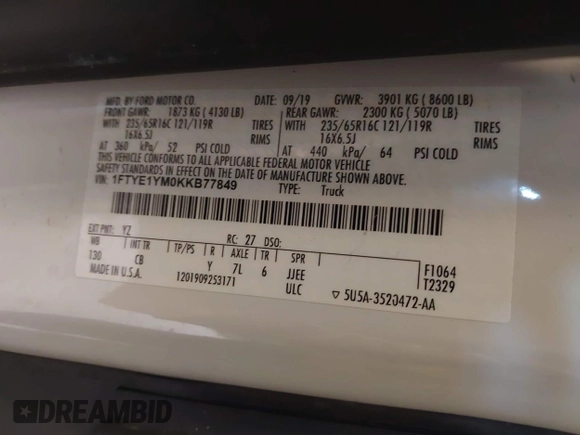 MFD. BY FORD MOTOR CO. DATE: 09/19 GVWR: 3901 KG ( 8600 LB)
FRONT GAWR: 1873 KG ( 4130 LB) REAR GAWR: 2300 KG ( 5070 LB)
WITH 235/65R16C 121/119R TIRES WITH 235/65R16C 121/119R TIRES
16X6.5J RIMS 16X6.5J RIMS
AT 360 kPa/ 52 PSI COLD AT 440 kPa/ 64 PSI COLD
THIS VEHICLE CONFORMS TO ALL APPLICABLE FEDERAL MOTOR VEHICLE
SAFETY STANDARDS IN EFFECT ON THE DATE OF MANUFACTURE SHOWN ABOVE.
VIN: 1FTYE1YM0KKB77849 TYPE: Truck
EXT PNT: YZ RC: 27 DSO:
WB INT TR TP/PS R AXLE TR SPR
130 CB Y 7L 6 JJEE
MADE IN U.S.A. 1201909253171 ULC
F1064
T2329
▽ 5U5A-3520472-AA
DREAMBID